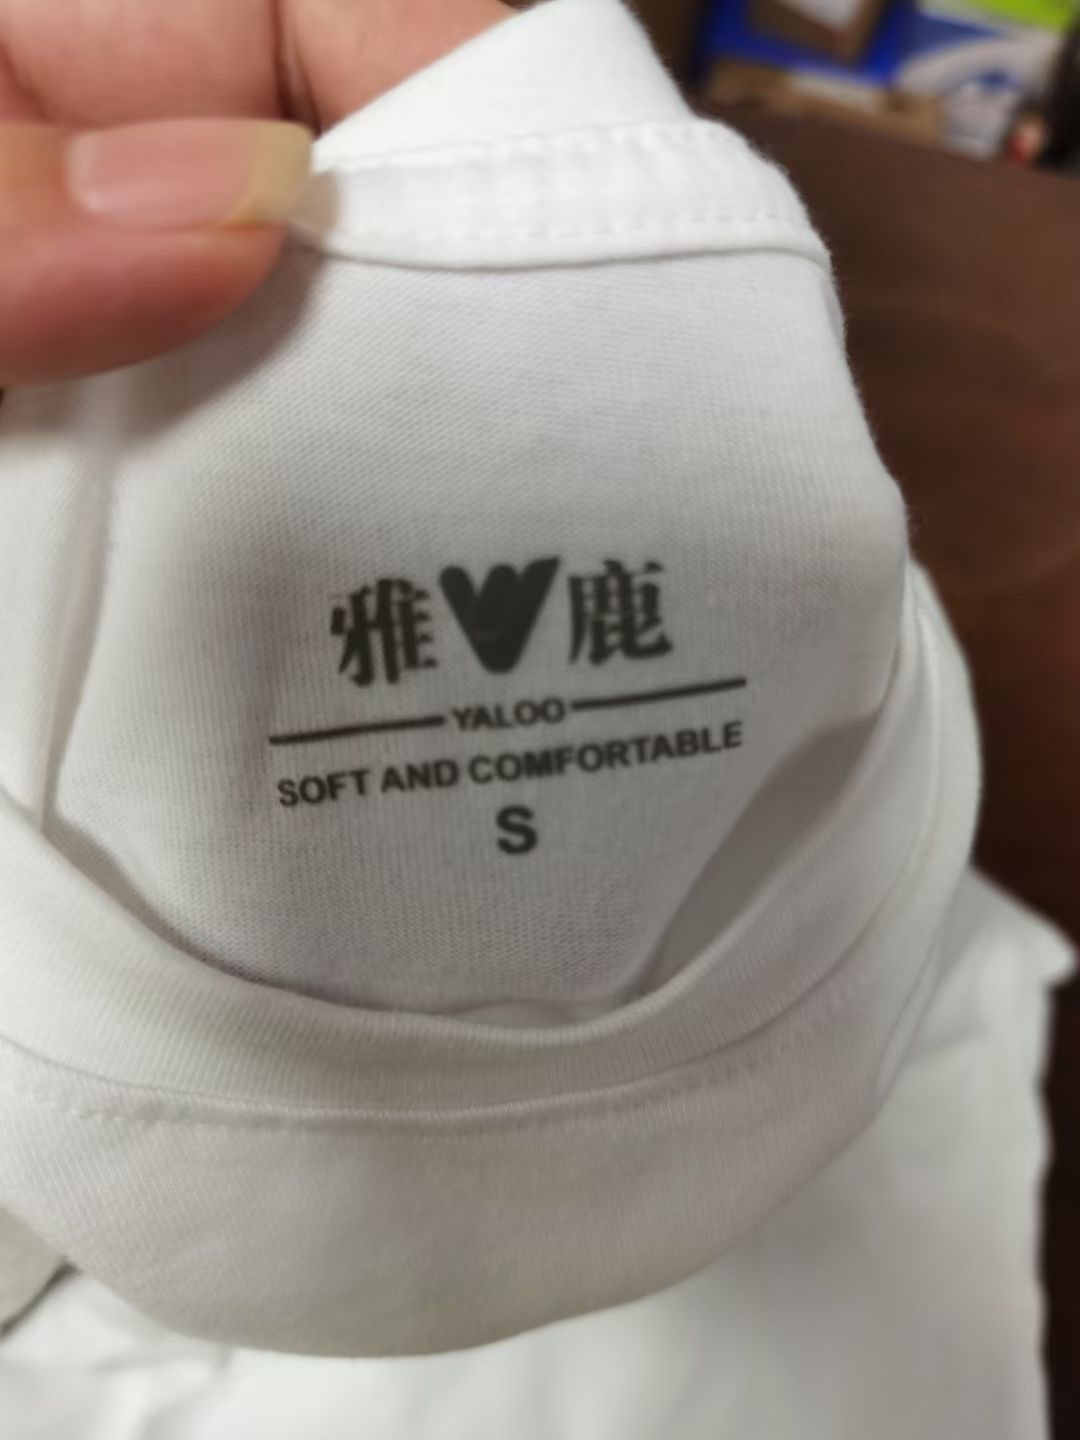 雅鹿
YALOO
SOFT AND COMFORTABLE
S